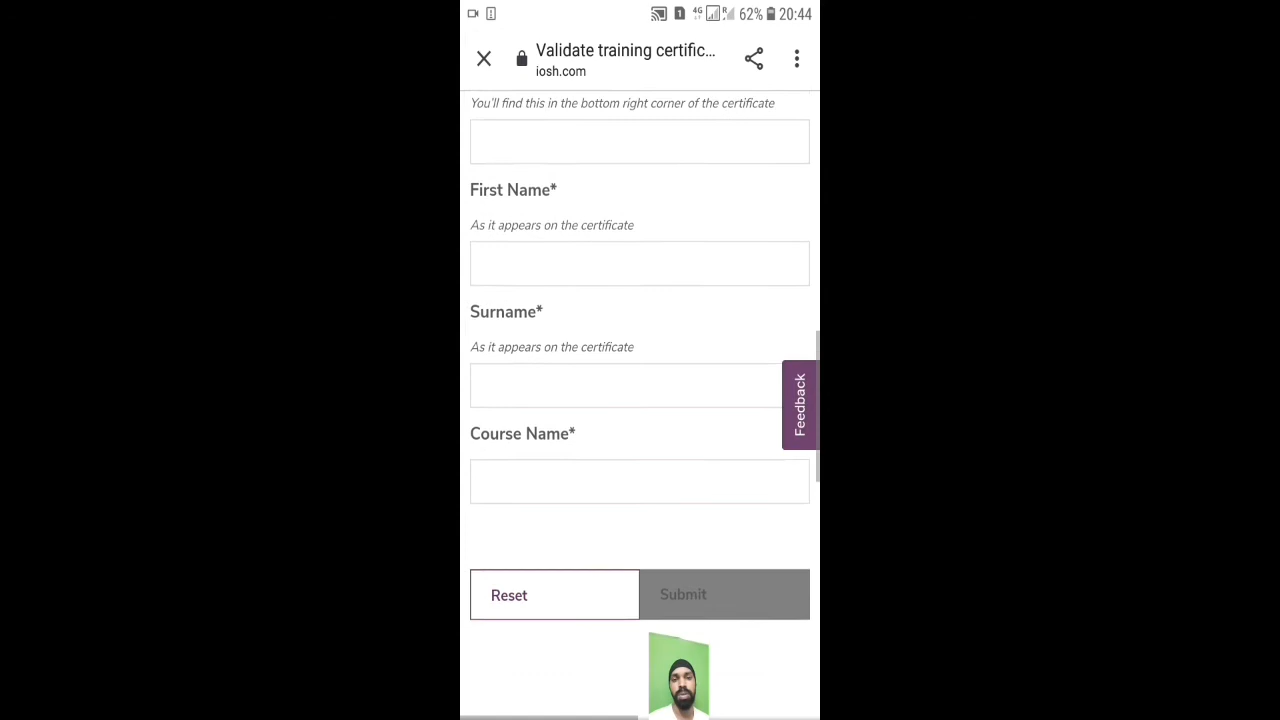 4G R 62% 20:44
Validate training certific...
iosh.com
You'll find this in the bottom right corner of the certificate
First Name*
As it appears on the certificate
Surname*
As it appears on the certificate
Feedback
Course Name*
Reset
Submit